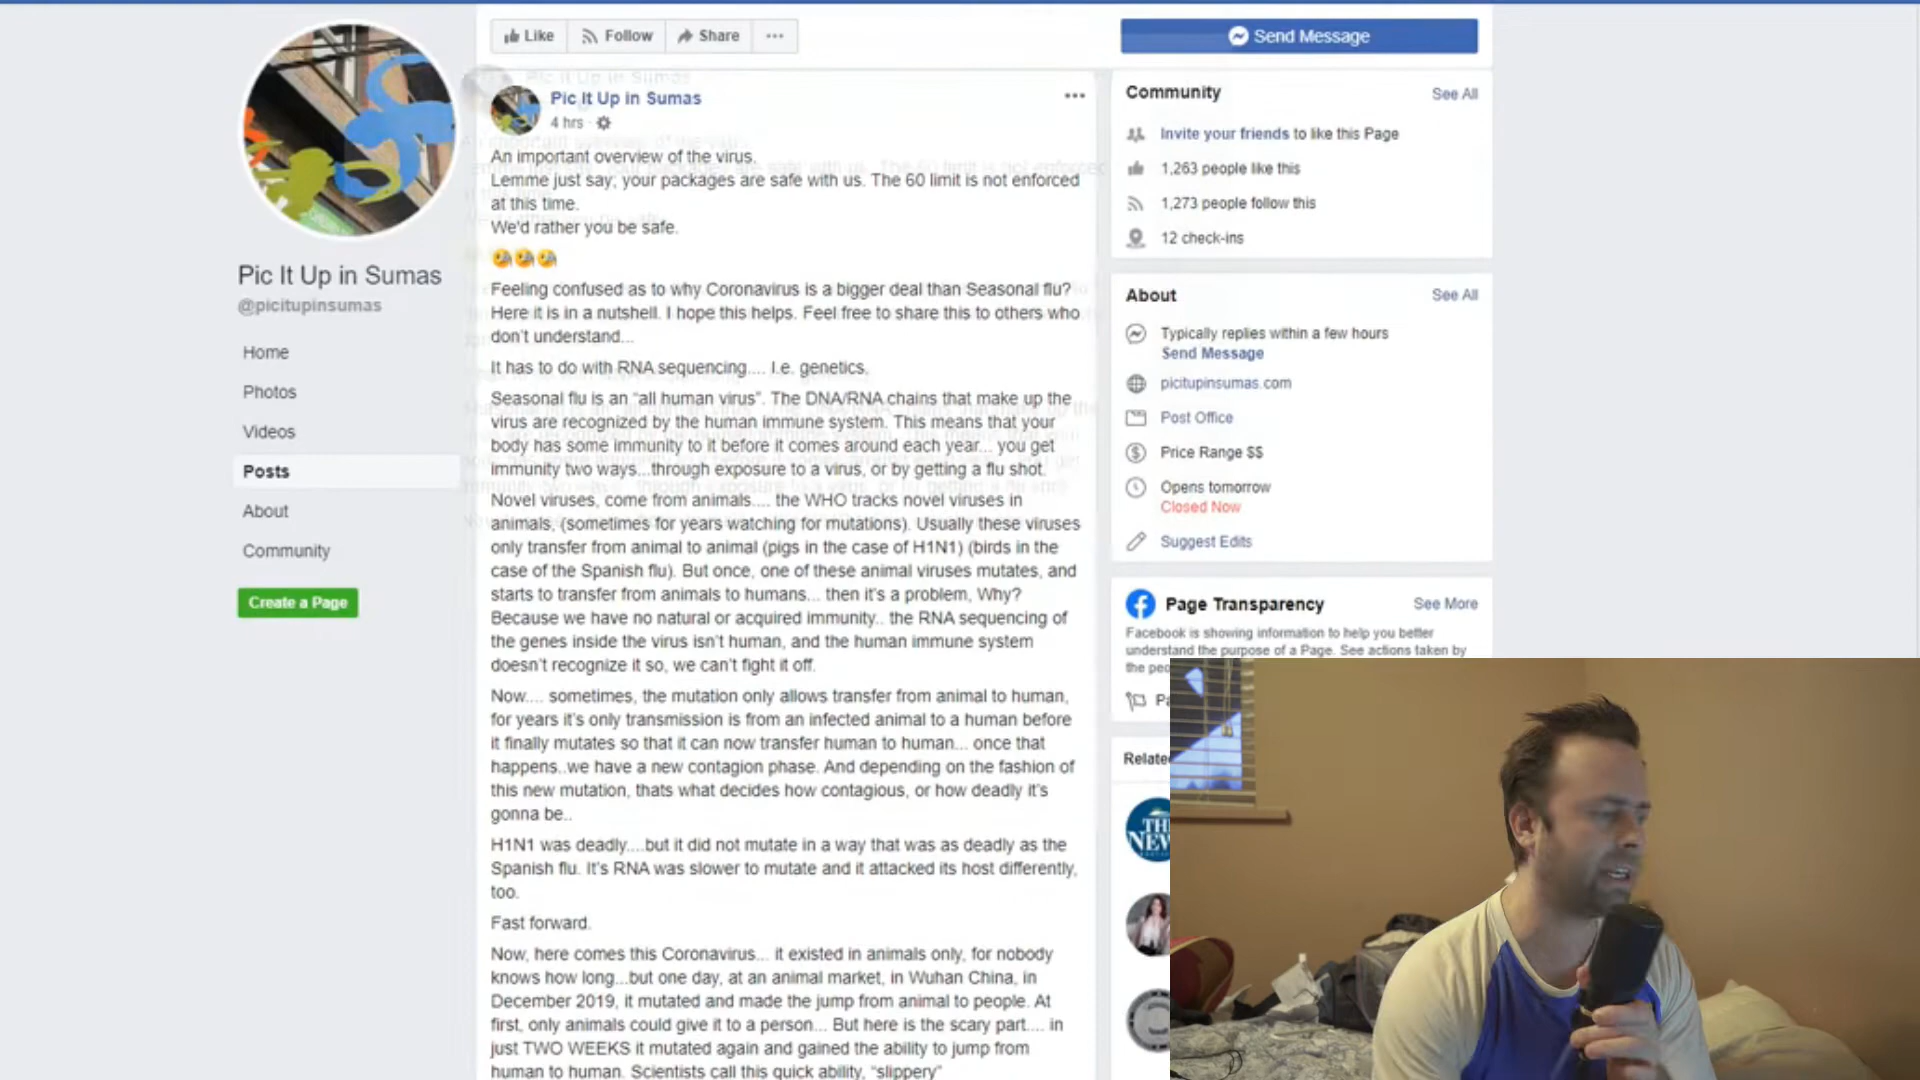 Like
Follow
Share
Send Message
Pic It Up in Sumas
4 hrs
An important overview of the virus.
Lemme just say; your packages are safe with us. The 60 limit is not enforced
at this time.
We'd rather you be safe.
Feeling confused as to why Coronavirus is a bigger deal than Seasonal flu?
Here it is in a nutshell. I hope this helps. Feel free to share this to others who
don't understand...
It has to do with RNA sequencing.... I.e. genetics.
Seasonal flu is an "all human virus". The DNA/RNA chains that make up the
virus are recognized by the human immune system. This means that your
body has some immunity to it before it comes around each year... you get
immunity two ways...through exposure to a virus, or by getting a flu shot.
Novel viruses, come from animals.... the WHO tracks novel viruses in
animals, (sometimes for years watching for mutations). Usually these viruses
only transfer from animal to animal (pigs in the case of H1N1) (birds in the
case of the Spanish flu). But once, one of these animal viruses mutates, and
starts to transfer from animals to humans... then it's a problem, Why?
Because we have no natural or acquired immunity.. the RNA sequencing of
the genes inside the virus isn't human, and the human immune system
doesn't recognize it so, we can't fight it off.
Now.... sometimes, the mutation only allows transfer from animal to human,
for years it's only transmission is from an infected animal to a human before
it finally mutates so that it can now transfer human to human... once that
happens..we have a new contagion phase. And depending on the fashion of
this new mutation, thats what decides how contagious, or how deadly it's
gonna be..
H1N1 was deadly....but it did not mutate in a way that was as deadly as the
Spanish flu. It's RNA was slower to mutate and it attacked its host differently,
too.
Fast forward.
Now, here comes this Coronavirus... it existed in animals only, for nobody
knows how long...but one day, at an animal market, in Wuhan China, in
December 2019, it mutated and made the jump from animal to people. At
first, only animals could give it to a person... But here is the scary part.... in
just TWO WEEKS it mutated again and gained the ability to jump from
human to human. Scientists call this quick ability, "slippery"
Pic It Up in Sumas
@picitupinsumas
Home
Photos
Videos
Posts
About
Community
Create a Page
Community
See All
Invite your friends to like this Page
1,263 people like this
1,273 people follow this
12 check-ins
About
See All
Typically replies within a few hours
Send Message
picitupinsumas.com
Post Office
Price Range $$
Opens tomorrow
Closed Now
Suggest Edits
Page Transparency
See More
Facebook is showing information to help you better
understand the purpose of a Page. See actions taken by
the